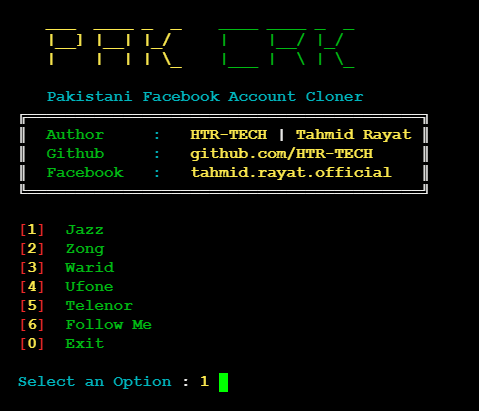 PAK CRK
Pakistani Facebook Account Cloner
Author : HTR-TECH | Tahmid Rayat
Github : github.com/HTR-TECH
Facebook : tahmid.rayat.official
[1] Jazz
[2] Zong
[3] Warid
[4] Ufone
[5] Telenor
[6] Follow Me
[0] Exit
Select an Option : 1